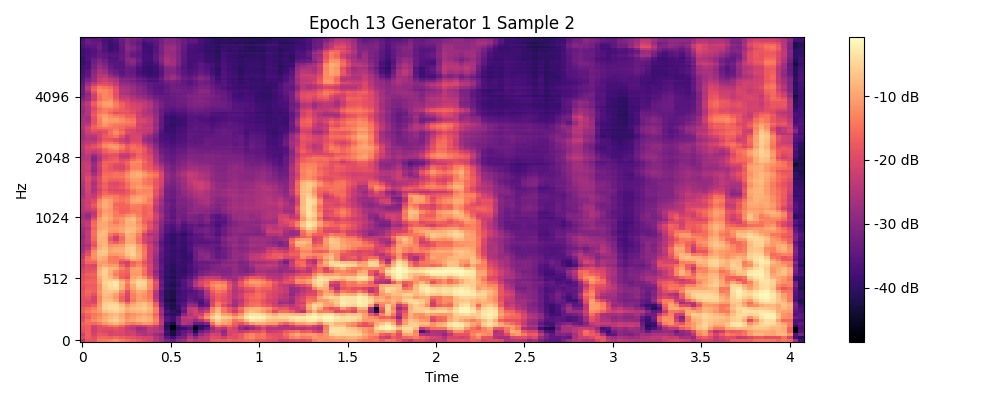 Epoch 13 Generator 1 Sample 2
Hz
4096
2048
1024
512
0
0 0.5 1 1.5 2 2.5 3 3.5 4
Time
-10 dB
-20 dB
-30 dB
-40 dB